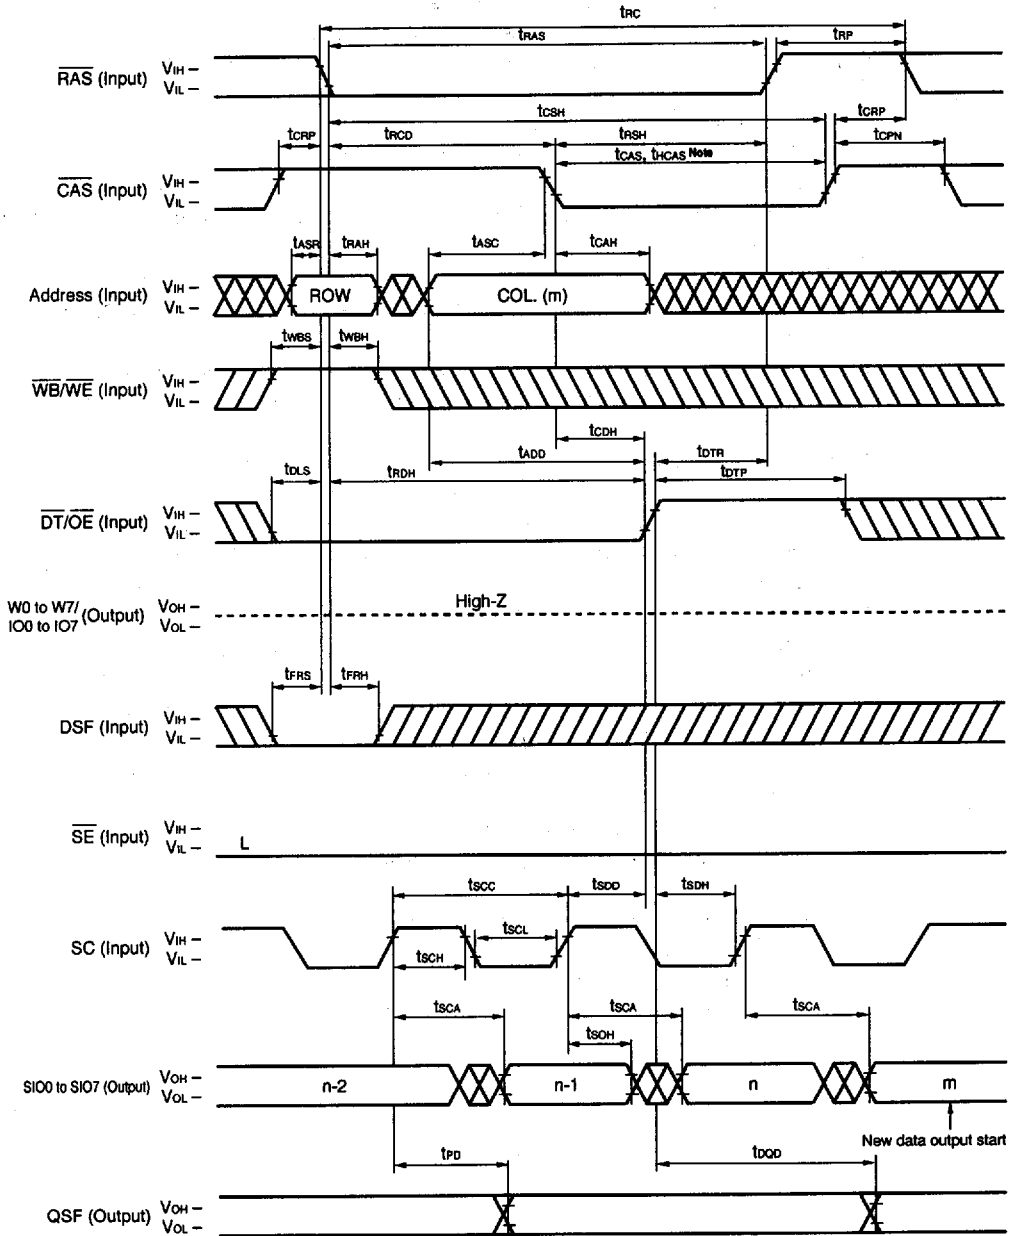 tRC
tRAS tRP
RAS (Input) VIH –
VIL –
tCSH tCRP
tCRP tRCD tRSH tCPN
tCAS, tHCAS Note
CAS (Input) VIH –
VIL –
tASR tRAH tASC tCAH
Address (Input) VIH –
VIL –
ROW COL. (m)
tWBS tWBH
WB/WE (Input) VIH –
VIL –
tCDH
tADD tDTR
tDLS tRDH tDTP
DT/OE (Input) VIH –
VIL –
High-Z
W0 to W7/
IO0 to IO7 (Output) VOH –
VOL –
tFRS tFRH
DSF (Input) VIH –
VIL –
SE (Input) VIH –
VIL –
L
tSCC tSDD tSDH
SC (Input) VIH –
VIL –
tSCL
tSCH
tSCA tSCA tSCA
tSOH
SIO0 to SIO7 (Output) VOH –
VOL –
n-2 n-1 n m
New data output start
tPD tDQD
QSF (Output) VOH –
VOL –